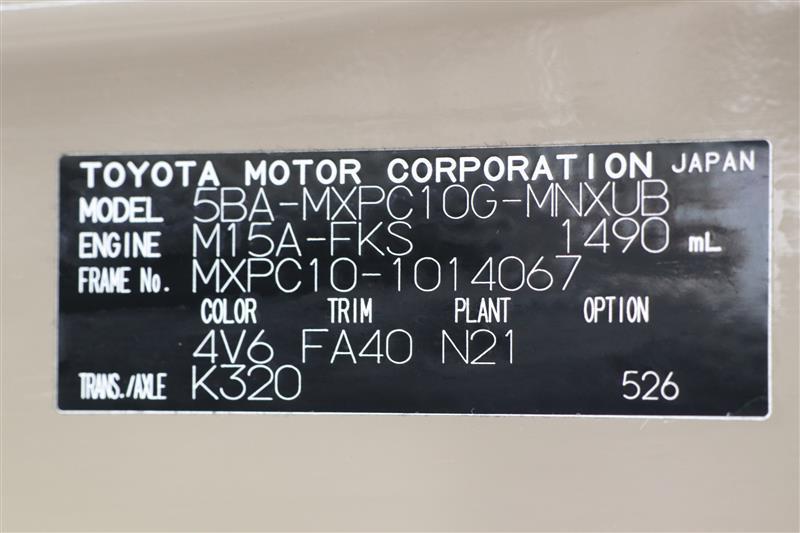 TOYOTA MOTOR CORPORATION JAPAN
MODEL 5BA-MXPC10G-MNXUB
ENGINE M15A-FKS 1490 mL
FRAME No. MXPC10-1014067
COLOR TRIM PLANT OPTION
4V6 FA40 N21
TRANS./AXLE K320 526